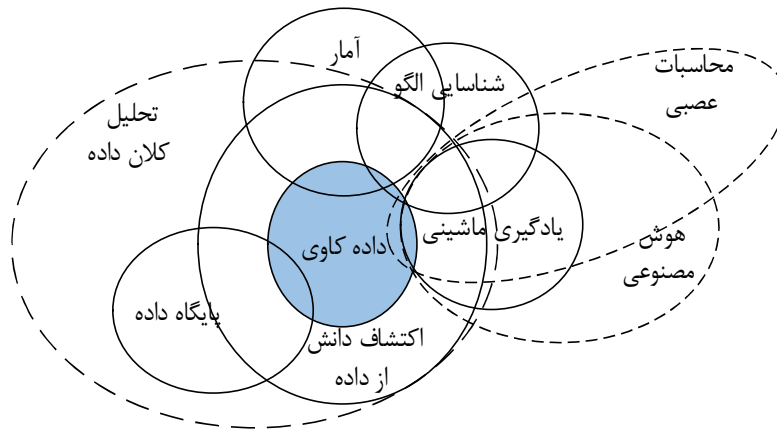 آمار
شناسایی الگو
محاسبات
عصبی
تحلیل
کلان داده
داده کاوی
یادگیری ماشینی
هوش
مصنوعی
پایگاه داده
اکتشاف دانش
از داده